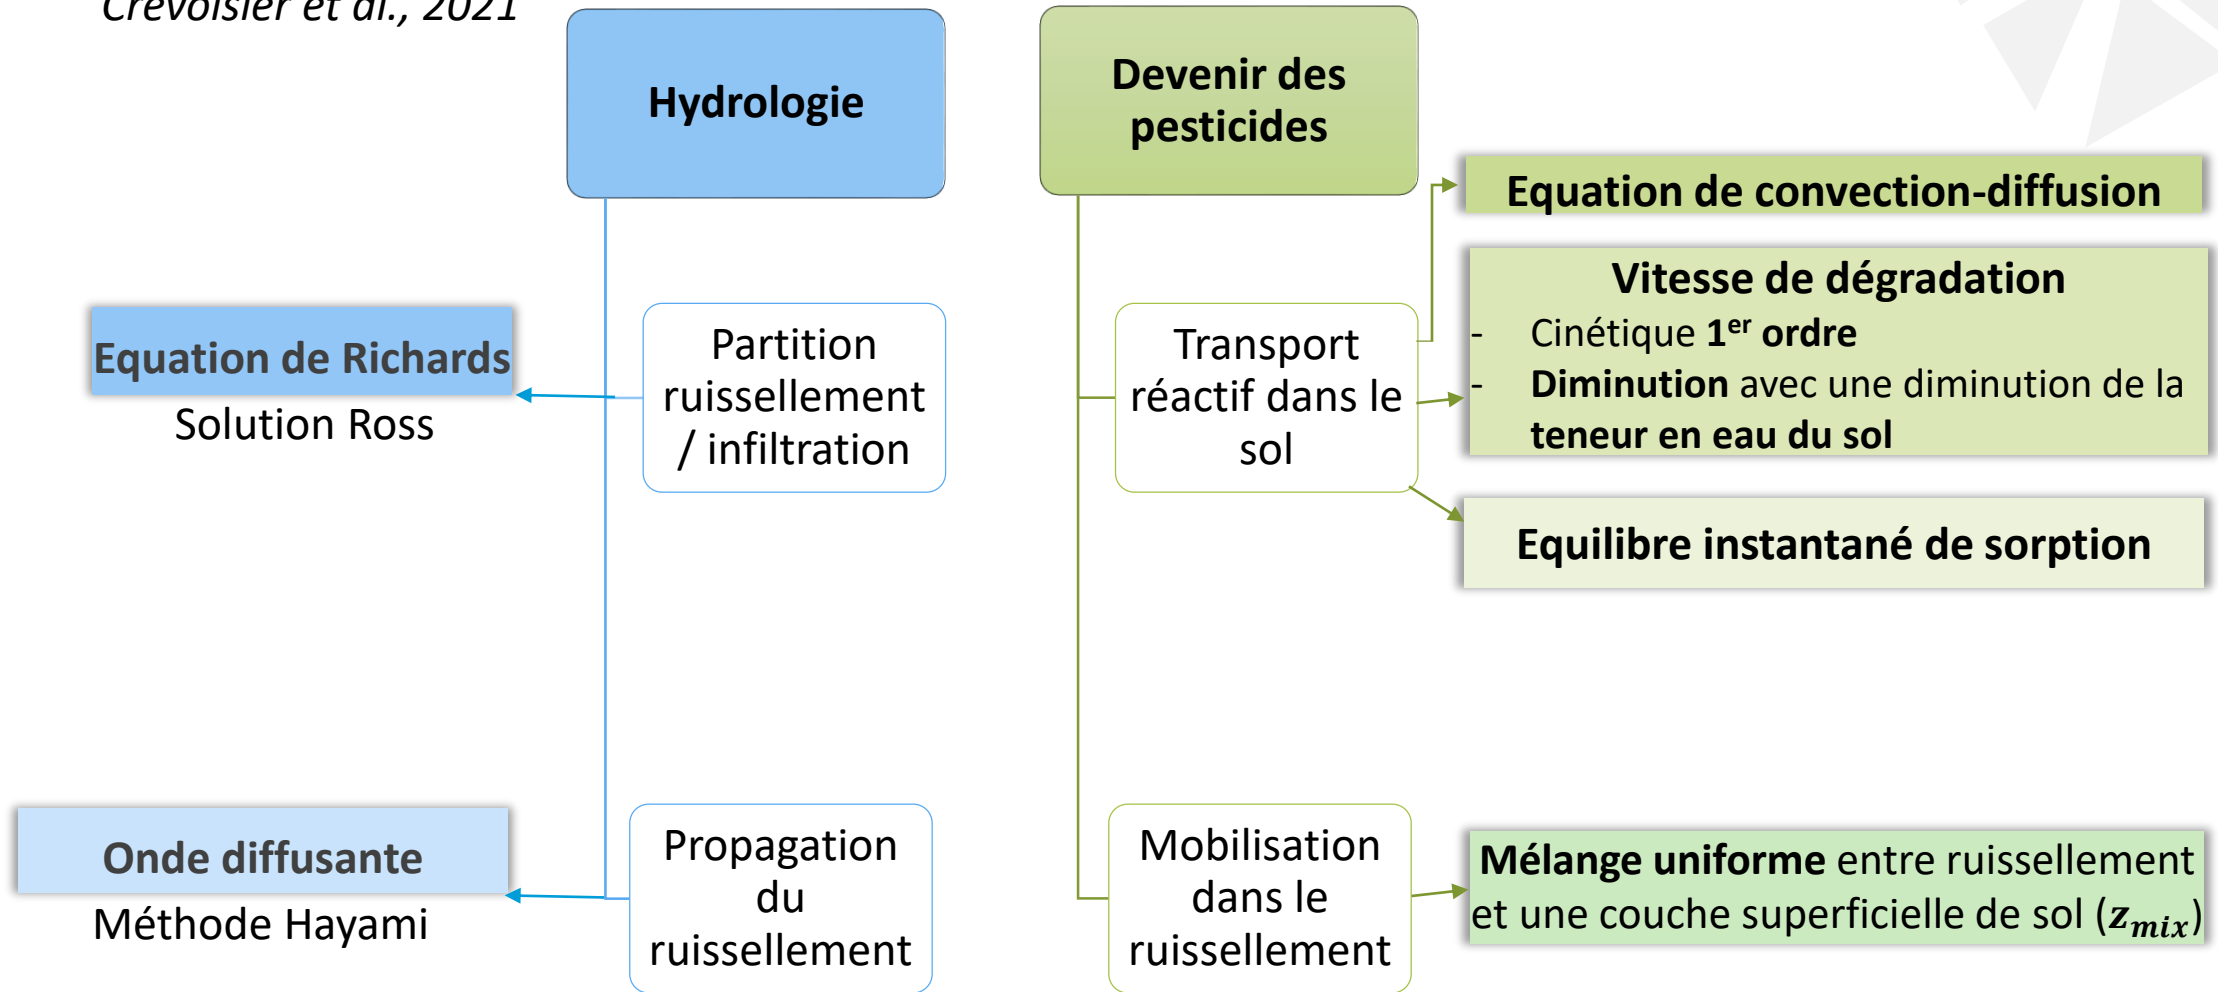 Crevoisier et al., 2021
Hydrologie
Equation de Richards
Solution Ross
Partition
ruissellement
/ infiltration
Onde diffusante
Méthode Hayami
Propagation
du
ruissellement
Devenir des
pesticides
Transport
réactif dans le
sol
Equation de convection-diffusion
Vitesse de dégradation
- Cinétique 1er ordre
- Diminution avec une diminution de la
teneur en eau du sol
Equilibre instantané de sorption
Mobilisation
dans le
ruissellement
Mélange uniforme entre ruissellement
et une couche superficielle de sol (z_mix)